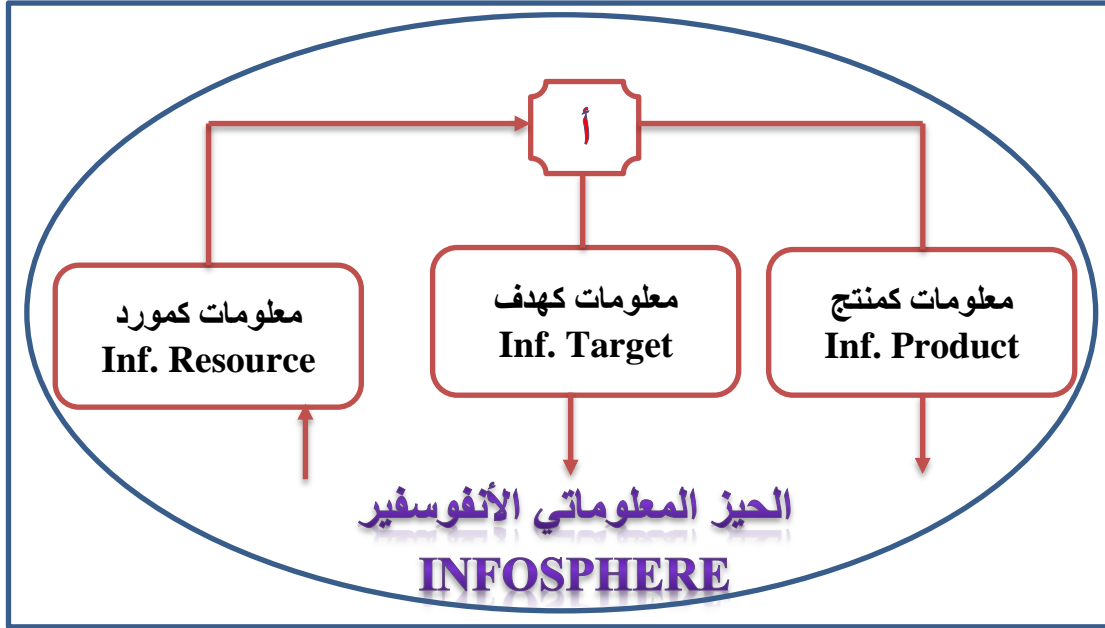 أ
معلومات كمنتج
Inf. Product
معلومات كهدف
Inf. Target
معلومات كمورد
Inf. Resource
الحيز المعلوماتي الأنفوسفير
INFOSPHERE